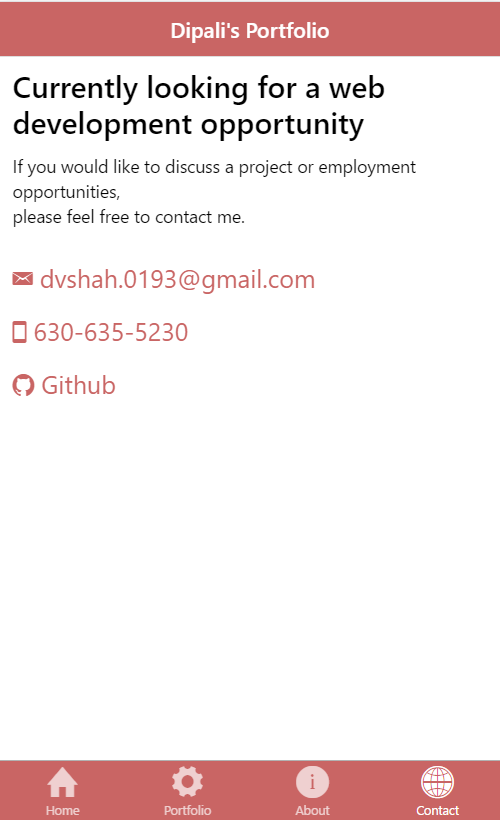 Dipali's Portfolio
Currently looking for a web
development opportunity
If you would like to discuss a project or employment
opportunities,
please feel free to contact me.
dvshah.0193@gmail.com
630-635-5230
Github
Home Portfolio About Contact